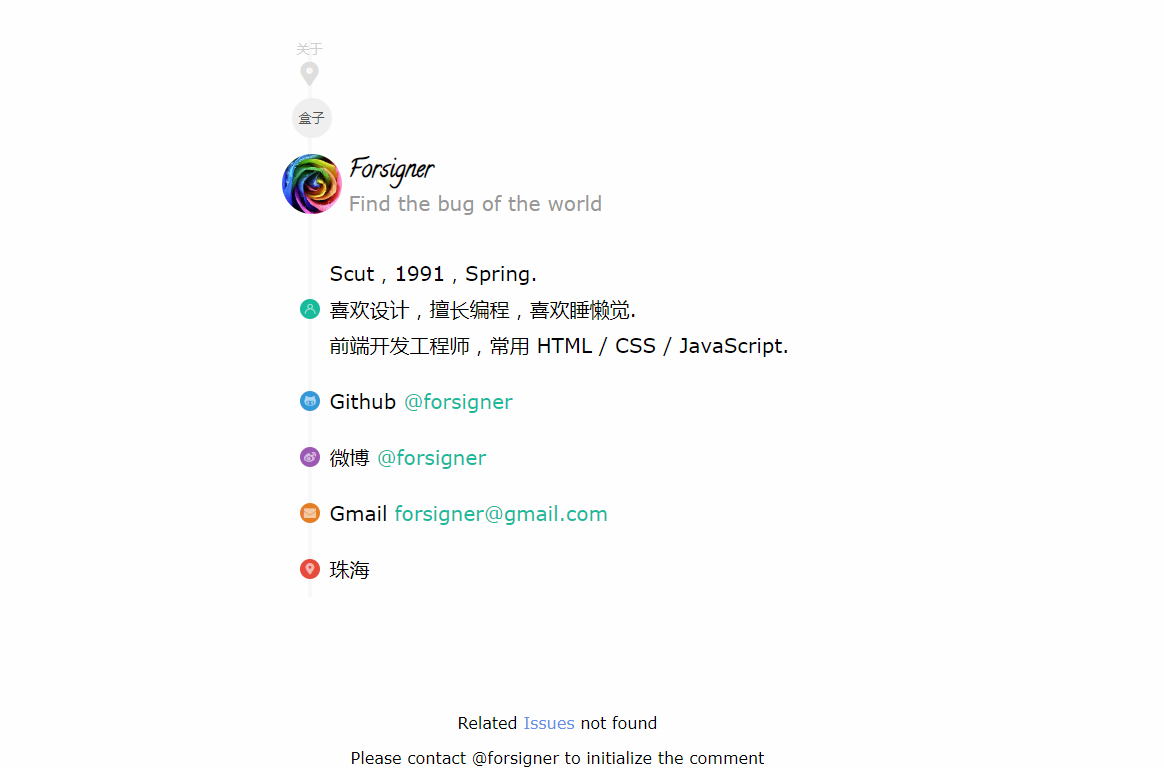 关于
盒子
Forsigner
Find the bug of the world
Scut，1991，Spring.
喜欢设计，擅长编程，喜欢睡懒觉.
前端开发工程师，常用 HTML / CSS / JavaScript.
Github @forsigner
微博 @forsigner
Gmail forsigner@gmail.com
珠海
Related Issues not found
Please contact @forsigner to initialize the comment